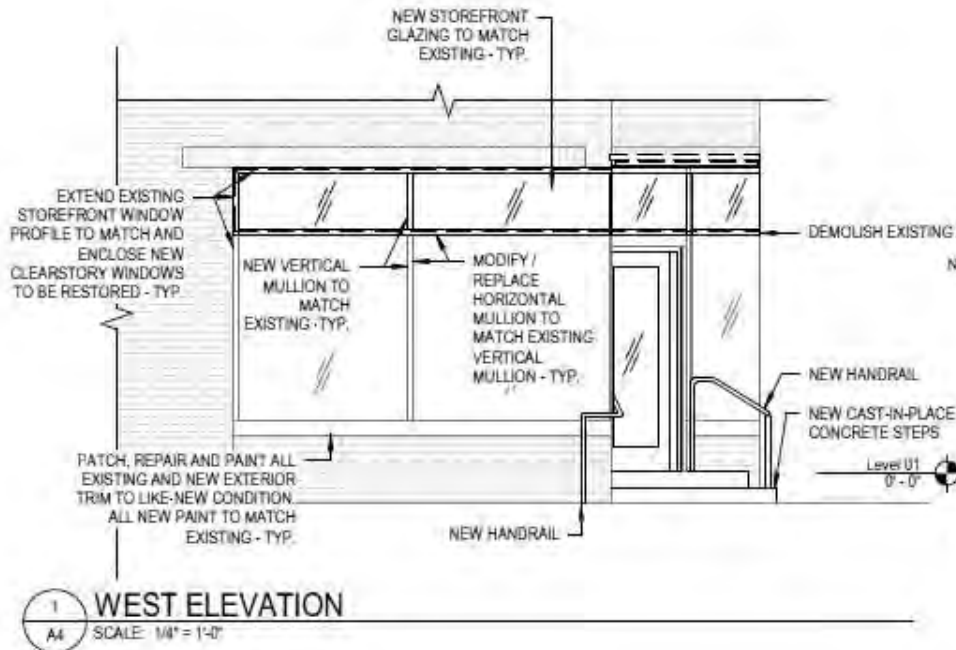 NEW STOREFRONT
GLAZING TO MATCH
EXISTING - TYP.
EXTEND EXISTING
STOREFRONT WINDOW
PROFILE TO MATCH AND
ENCLOSE NEW
CLEARSTORY WINDOWS
TO BE RESTORED - TYP.
NEW VERTICAL
MULLION TO
MATCH
EXISTING -TYP.
MODIFY /
REPLACE
HORIZONTAL
MULLION TO
MATCH EXISTING
VERTICAL
MULLION - TYP.
DEMOLISH EXISTING
N
NEW HANDRAIL
NEW CAST-IN-PLACE
CONCRETE STEPS
Level 01
0' - 0"
PATCH, REPAIR AND PAINT ALL
EXISTING AND NEW EXTERIOR
TRIM TO LIKE-NEW CONDITION.
ALL NEW PAINT TO MATCH
EXISTING - TYP.
NEW HANDRAIL
1
A4
WEST ELEVATION
SCALE: 1/4" = 1'-0"